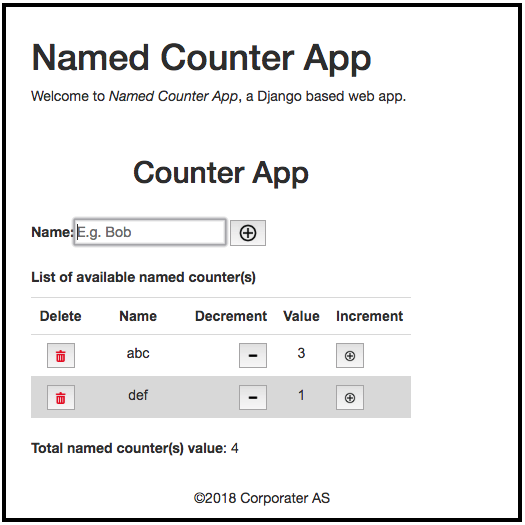 Named Counter App
Welcome to Named Counter App, a Django based web app.
Counter App
Name: E.g. Bob
List of available named counter(s)
Delete Name Decrement Value Increment
abc 3
def 1
Total named counter(s) value: 4
©2018 Corporater AS